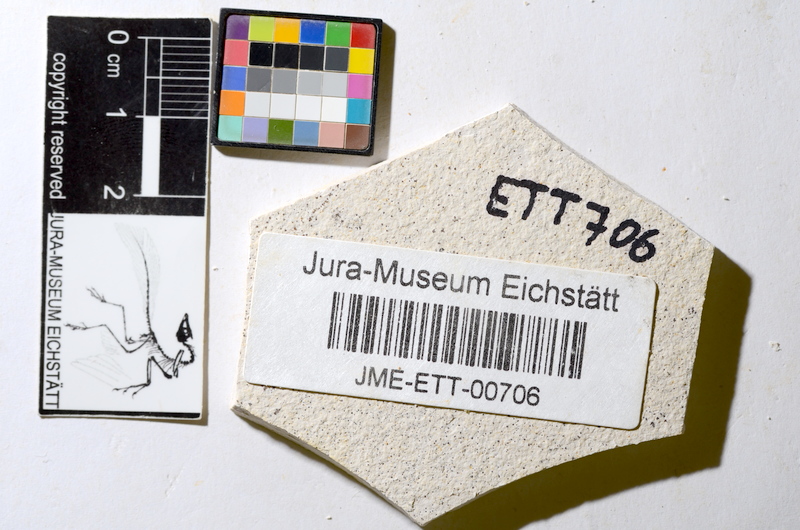 0
cm
1
2
copyright reserved JURA-MUSEUM EICHSTÄTT
ETT706
Jura-Museum Eichstätt
JME-ETT-00706